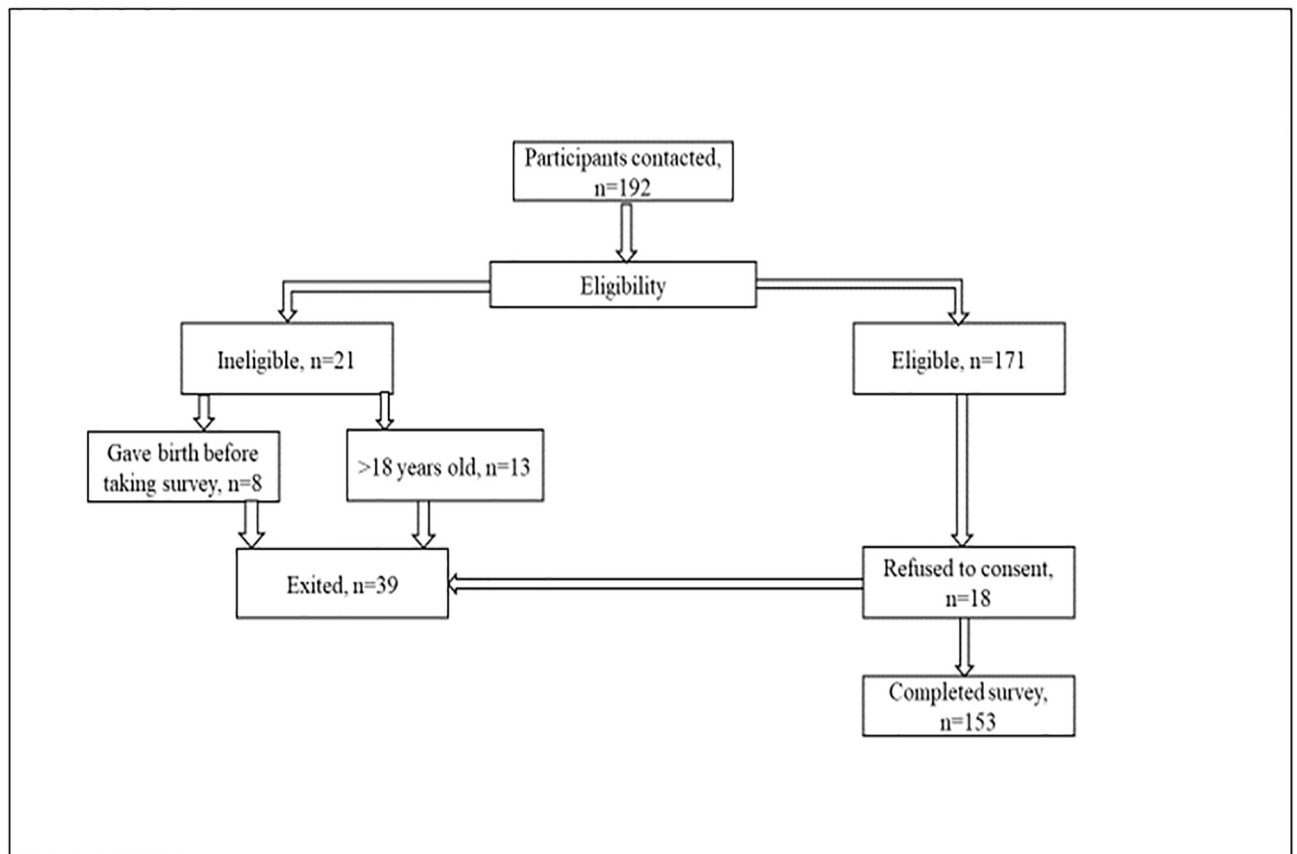 Participants contacted,
n=192
Eligibility
Ineligible, n=21
Eligible, n=171
Gave birth before
taking survey, n=8
>18 years old, n=13
Exited, n=39
Refused to consent,
n=18
Completed survey,
n=153